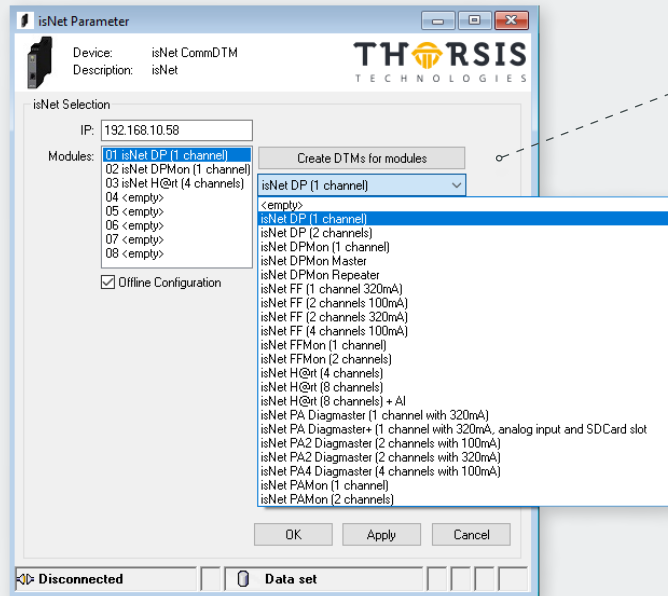 isNet Parameter
Device: isNet CommDTM
Description: isNet
THORSIS
TECHNOLOGIES
isNet Selection
IP: 192.168.10.58
Modules:
01 isNet DP (1 channel)
02 isNet DPMon (1 channel)
03 isNet H@rt (4 channels)
04 <empty>
05 <empty>
06 <empty>
07 <empty>
08 <empty>
Create DTMs for modules
isNet DP (1 channel)
<empty>
isNet DP (1 channel)
isNet DP (2 channels)
isNet DPMon (1 channel)
isNet DPMon Master
isNet DPMon Repeater
isNet FF (1 channel 320mA)
isNet FF (2 channels 100mA)
isNet FF (2 channels 320mA)
isNet FF (4 channels 100mA)
isNet FFMon (1 channel)
isNet FFMon (2 channels)
isNet H@rt (4 channels)
isNet H@rt (8 channels)
isNet H@rt (8 channels) + AI
isNet PA Diagmaster (1 channel with 320mA)
isNet PA Diagmaster+ (1 channel with 320mA, analog input and SDCard slot
isNet PA2 Diagmaster (2 channels with 100mA)
isNet PA2 Diagmaster (2 channels with 320mA)
isNet PA4 Diagmaster (4 channels with 100mA)
isNet PAMon (1 channel)
isNet PAMon (2 channels)
Offline Configuration
OK Apply Cancel
Disconnected Data set